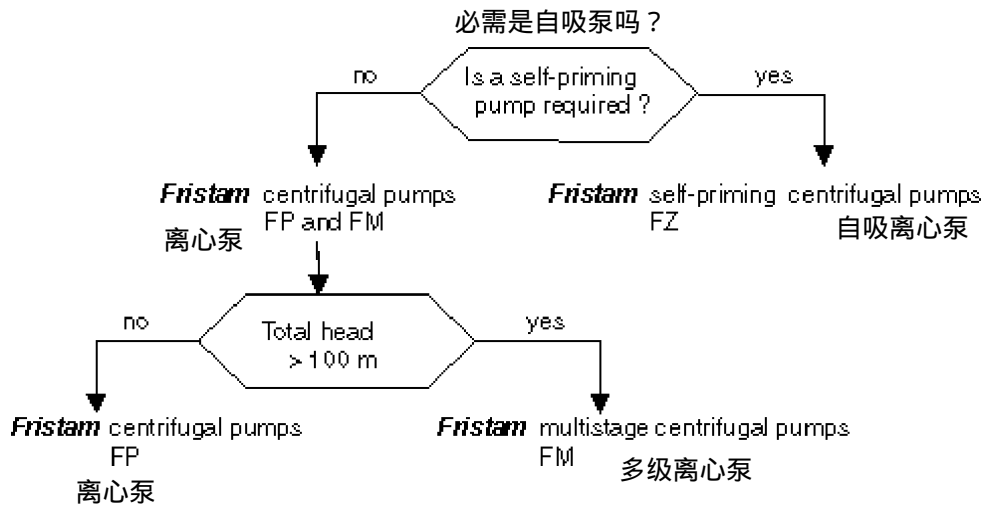 必需是自吸泵吗？
no
Is a self-priming
pump required ?
yes
Fristam centrifugal pumps
FP and FM
离心泵
Fristam self-priming centrifugal pumps
FZ
自吸离心泵
no
Total head
> 100 m
yes
Fristam centrifugal pumps
FP
离心泵
Fristam multistage centrifugal pumps
FM
多级离心泵